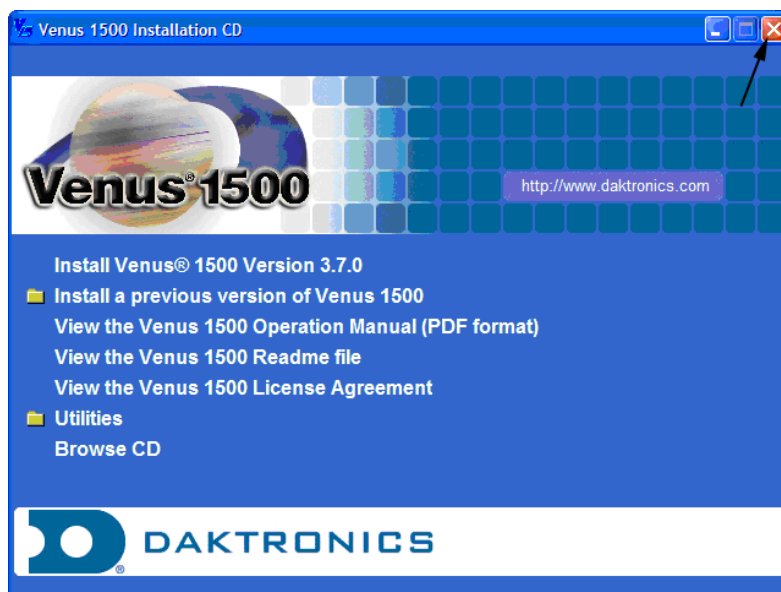 Venus 1500 Installation CD
Venus® 1500
http://www.daktronics.com
Install Venus® 1500 Version 3.7.0
Install a previous version of Venus 1500
View the Venus 1500 Operation Manual (PDF format)
View the Venus 1500 Readme file
View the Venus 1500 License Agreement
Utilities
Browse CD
DAKTRONICS
®